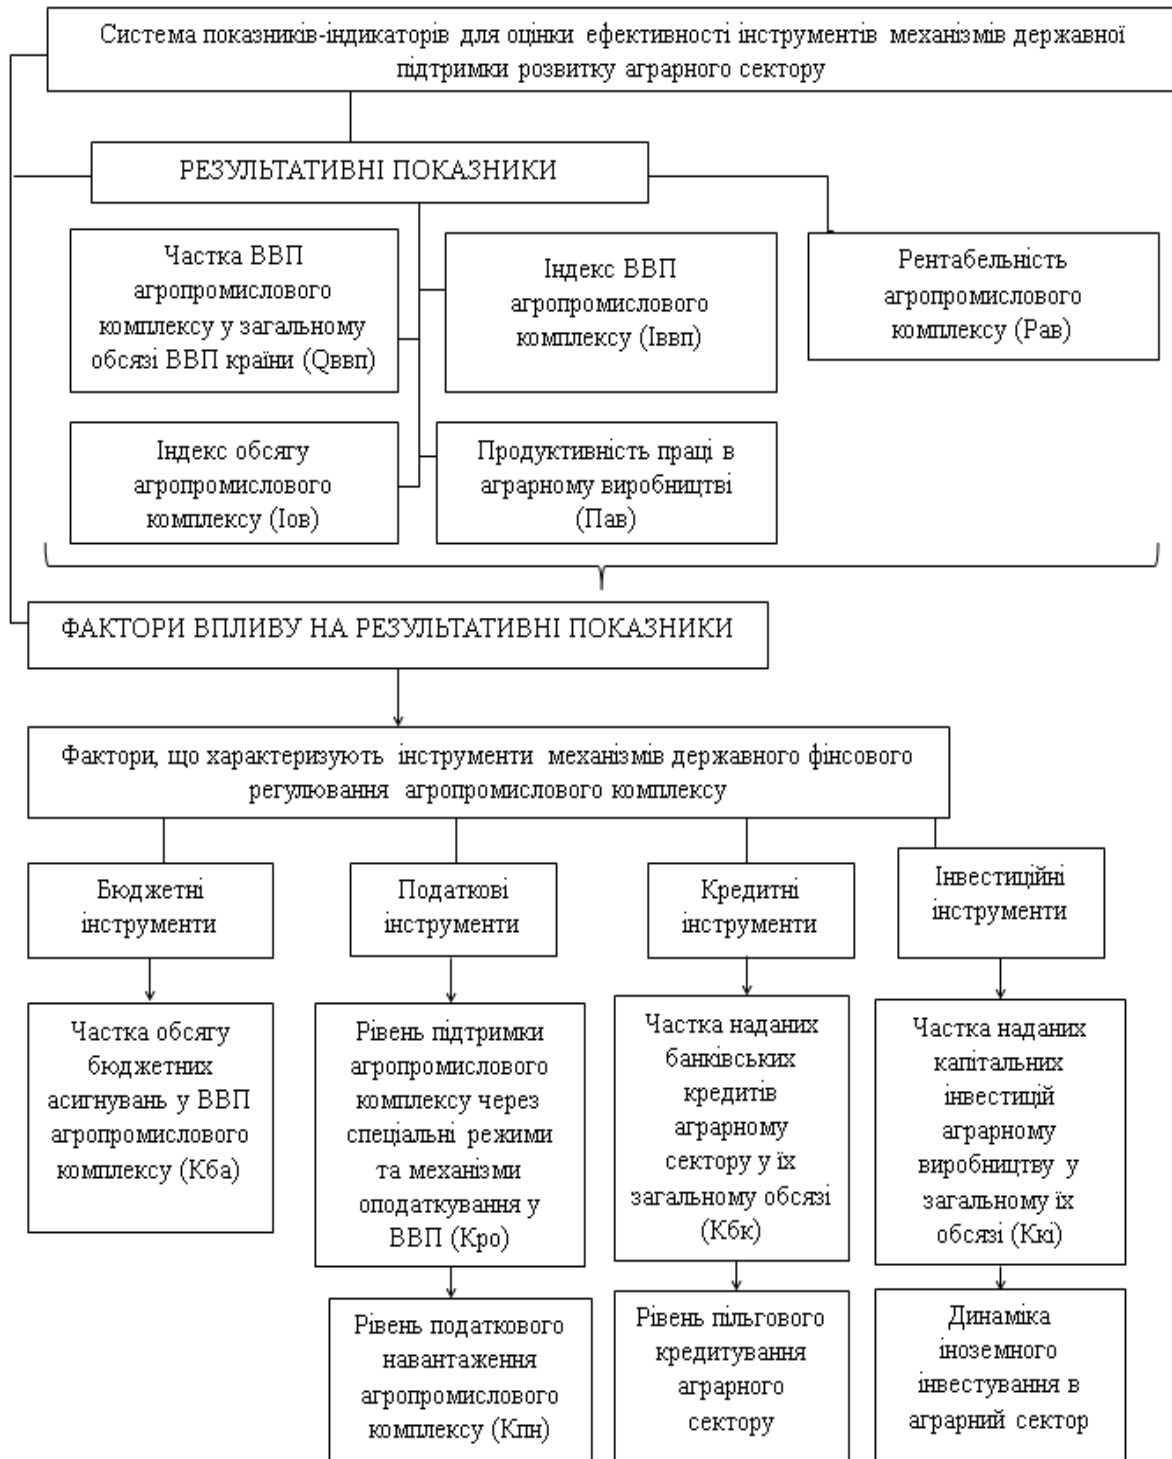 Система показників-індикаторів для оцінки ефективності інструментів механізмів державної
підтримки розвитку аграрного сектору
РЕЗУЛЬТАТИВНІ ПОКАЗНИКИ
Частка ВВП
агропромислового
комплексу у загальному
обсязі ВВП країни (Qввп)
Індекс ВВП
агропромислового
комплексу (Іввп)
Рентабельність
агропромислового
комплексу (Рав)
Індекс обсягу
агропромислового
комплексу (Іов)
Продуктивність праці в
аграрному виробництві
(Пав)
ФАКТОРИ ВПЛИВУ НА РЕЗУЛЬТАТИВНІ ПОКАЗНИКИ
Фактори, що характеризують інструменти механізмів державного фінсового
регулювання агропромислового комплексу
Бюджетні
інструменти
Податкові
інструменти
Кредитні
інструменти
Інвестиційні
інструменти
Частка обсягу
бюджетних
асигнувань у ВВП
агропромислового
комплексу (Кба)
Рівень підтримки
агропромислового
комплексу через
спеціальні режими
та механізми
оподаткування у
ВВП (Кро)
Частка наданих
банківських
кредитів
аграрному
сектору у їх
загальному обсязі
(Кбк)
Частка наданих
капітальних
інвестицій
аграрному
виробництву у
загальному їх
обсязі (Ккі)
Рівень податкового
навантаження
агропромислового
комплексу (Кпн)
Рівень пільгового
кредитування
аграрного
сектору
Динаміка
іноземного
інвестування в
аграрний сектор